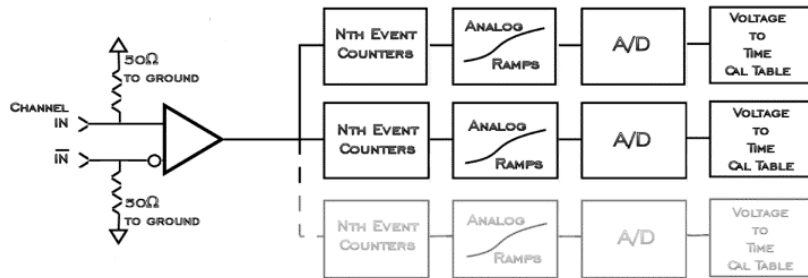 50Ω
TO GROUND
CHANNEL
IN
I̅N̅
50Ω
TO GROUND
NTH EVENT
COUNTERS
ANALOG
RAMPS
A/D
VOLTAGE
TO
TIME
CAL TABLE
NTH EVENT
COUNTERS
ANALOG
RAMPS
A/D
VOLTAGE
TO
TIME
CAL TABLE
NTH EVENT
COUNTERS
ANALOG
RAMPS
A/D
VOLTAGE
TO
TIME
CAL TABLE